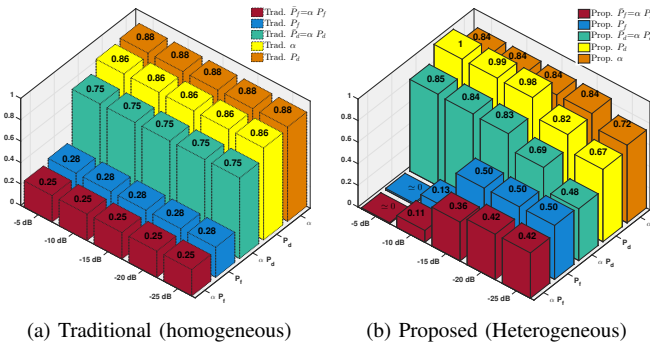 Trad. P̄f=α Pf
Trad. Pf
Trad. P̄d=α Pd
Trad. α
Trad. Pd
0.88
0.88
0.88
0.88
0.88
0.86
0.86
0.86
0.86
0.86
0.75
0.75
0.75
0.75
0.75
0.28
0.28
0.28
0.28
0.28
0.25
0.25
0.25
0.25
0.25
1
0.8
0.6
0.4
0.2
0
-5 dB
-10 dB
-15 dB
-20 dB
-25 dB
α Pf
Pf
α Pd
Pd
α
(a) Traditional (homogeneous)
Prop. P̄f=α Pf
Prop. Pf
Prop. P̄d=α Pd
Prop. Pd
Prop. α
0.84
0.84
0.84
0.84
0.72
1
0.99
0.98
0.82
0.67
0.85
0.84
0.83
0.69
0.48
≃ 0
0.13
0.50
0.50
0.50
≃ 0
0.11
0.36
0.42
0.42
1
0.8
0.6
0.4
0.2
0
-5 dB
-10 dB
-15 dB
-20 dB
-25 dB
α Pf
Pf
α Pd
Pd
α
(b) Proposed (Heterogeneous)